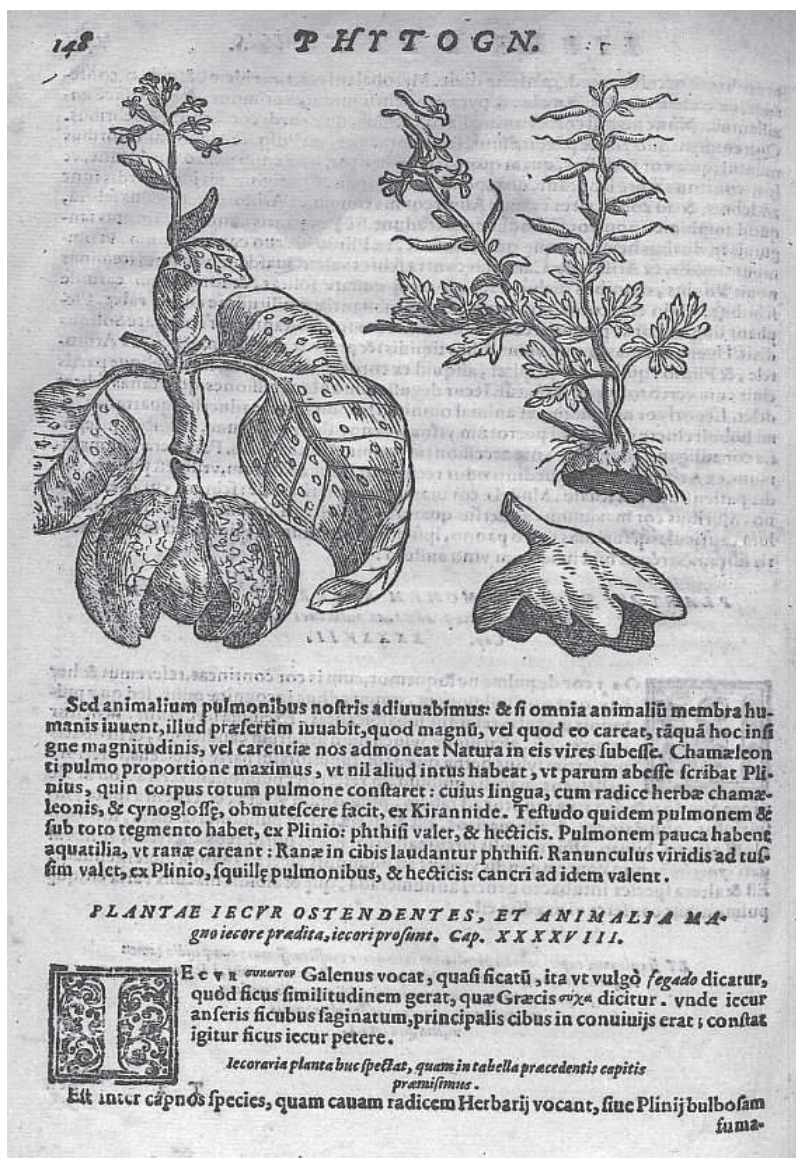 148 PHYTOGN.
Sed animalium pulmonibus nostris adiuuabimus: & si omnia animaliũ membra hu-
manis iuuent, illud præsertim iuuabit, quod magnũ, vel quod eo careat, tãquã hoc insi
gne magnitudinis, vel carentiæ nos admoneat Natura in eis vires subesse. Chamæleon
ti pulmo proportione maximus, vt nil aliud intus habeat, vt parum abesse scribat Pli-
nius, quin corpus totum pulmone constaret: cuius lingua, cum radice herbæ chamæ-
leonis, & cynoglossę, obmutescere facit, ex Kirannide. Testudo quidem pulmonem &
sub toto tegmento habet, ex Plinio: phthisi valet, & hecticis. Pulmonem pauca habent
aquatilia, vt ranæ careant: Ranæ in cibis laudantur phthisi. Ranunculus viridis ad tus-
sim valet, ex Plinio, squillę pulmonibus, & hecticis: cancri ad idem valent.
PLANTAE IECVR OSTENDENTES, ET ANIMALIA MA-
gno iecore prædita, iecori prosunt. Cap. XXXXVIII.
IECVR συκωτον Galenus vocat, quasi ficatũ, ita vt vulgò fegado dicatur,
quòd ficus similitudinem gerat, quæ Græcis συκα dicitur. vnde iecur
anseris ficubus saginatum, principalis cibus in conuiuijs erat; constat
igitur ficus iecur petere.
Iecoraria planta huc spectat, quam in tabella præcedentis capitis
præmisimus.
Est inter capnos species, quam cauam radicem Herbarij vocant, siue Plinij bulbosam
fuma-